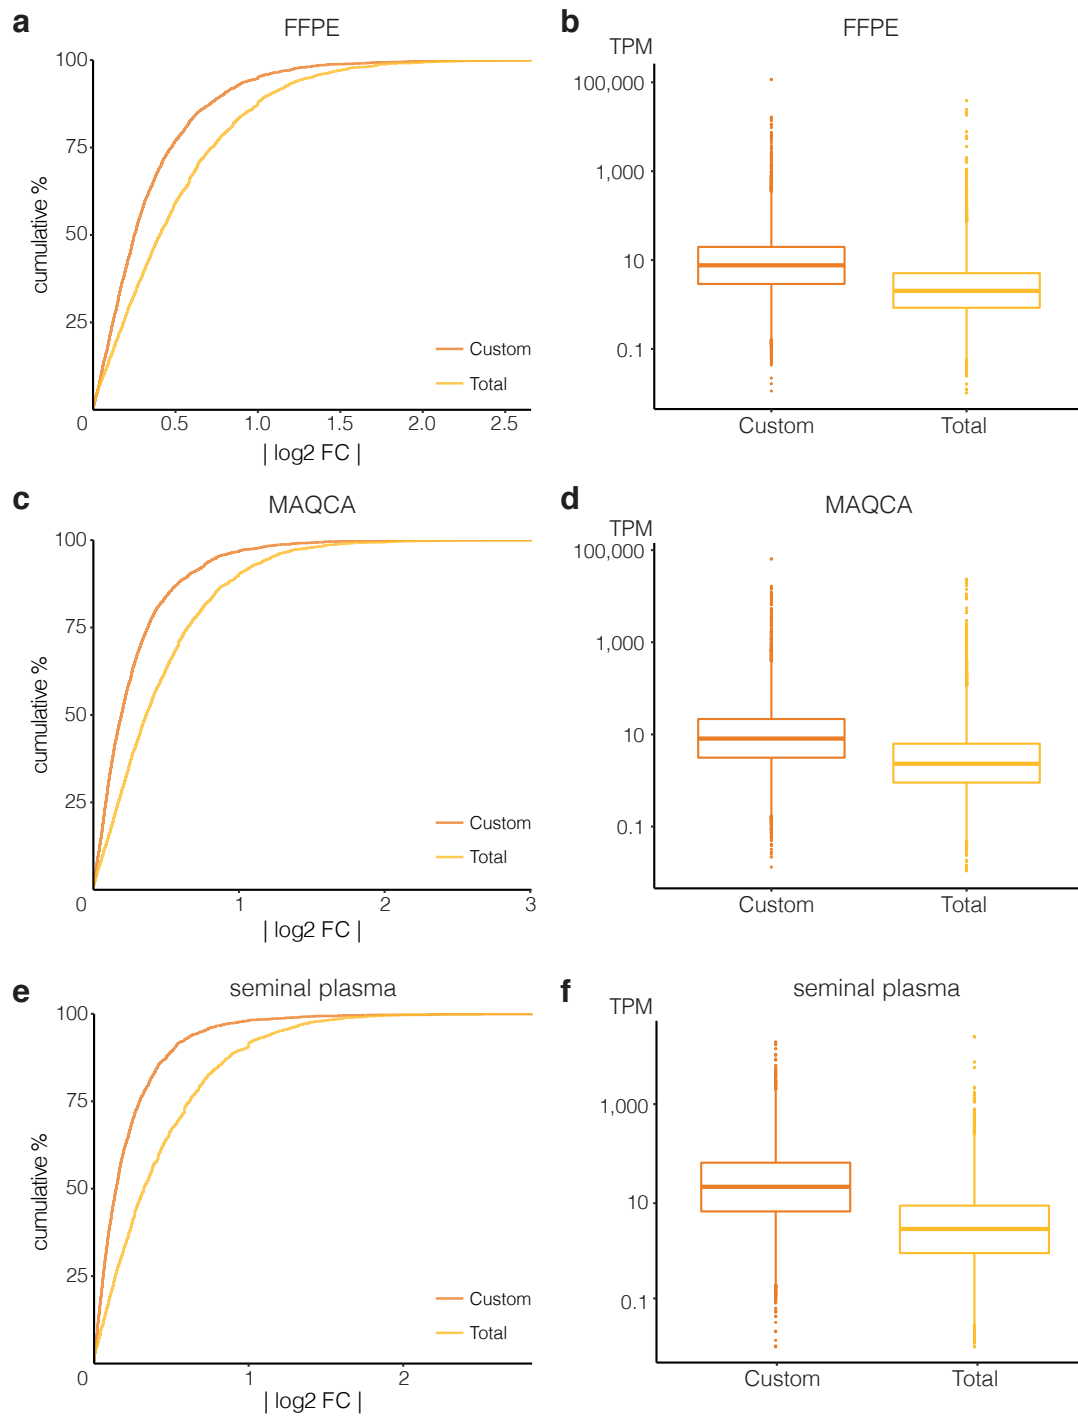 a
FFPE
100
75
50
25
0
0.5
1.0
1.5
2.0
2.5
cumulative %
| log2 FC |
Custom
Total
b
FFPE
TPM
100,000
1,000
10
0.1
Custom
Total
c
MAQCA
100
75
50
25
0
1
2
3
cumulative %
| log2 FC |
Custom
Total
d
MAQCA
TPM
100,000
1,000
10
0.1
Custom
Total
e
seminal plasma
100
75
50
25
0
1
2
cumulative %
| log2 FC |
Custom
Total
f
seminal plasma
TPM
1,000
10
0.1
Custom
Total